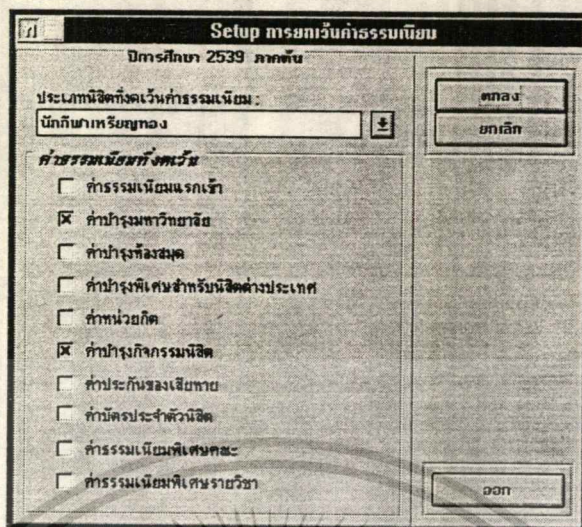 Setup การยกเว้นค่าธรรมเนียม
ปีการศึกษา 2539 ภาคต้น
ประเภทนิสิตที่งดเว้นค่าธรรมเนียม :
นักกีฬาเหรียญทอง
ตกลง
ยกเลิก
ค่าธรรมเนียมที่งดเว้น
ค่าธรรมเนียมแรกเข้า
ค่าบำรุงมหาวิทยาลัย
ค่าบำรุงห้องสมุด
ค่าบำรุงพิเศษสำหรับนิสิตต่างประเทศ
ค่าหน่วยกิต
ค่าบำรุงกิจกรรมนิสิต
ค่าประกันของเสียหาย
ค่าบัตรประจำตัวนิสิต
ค่าธรรมเนียมพิเศษคณะ
ค่าธรรมเนียมพิเศษรายวิชา
ออก